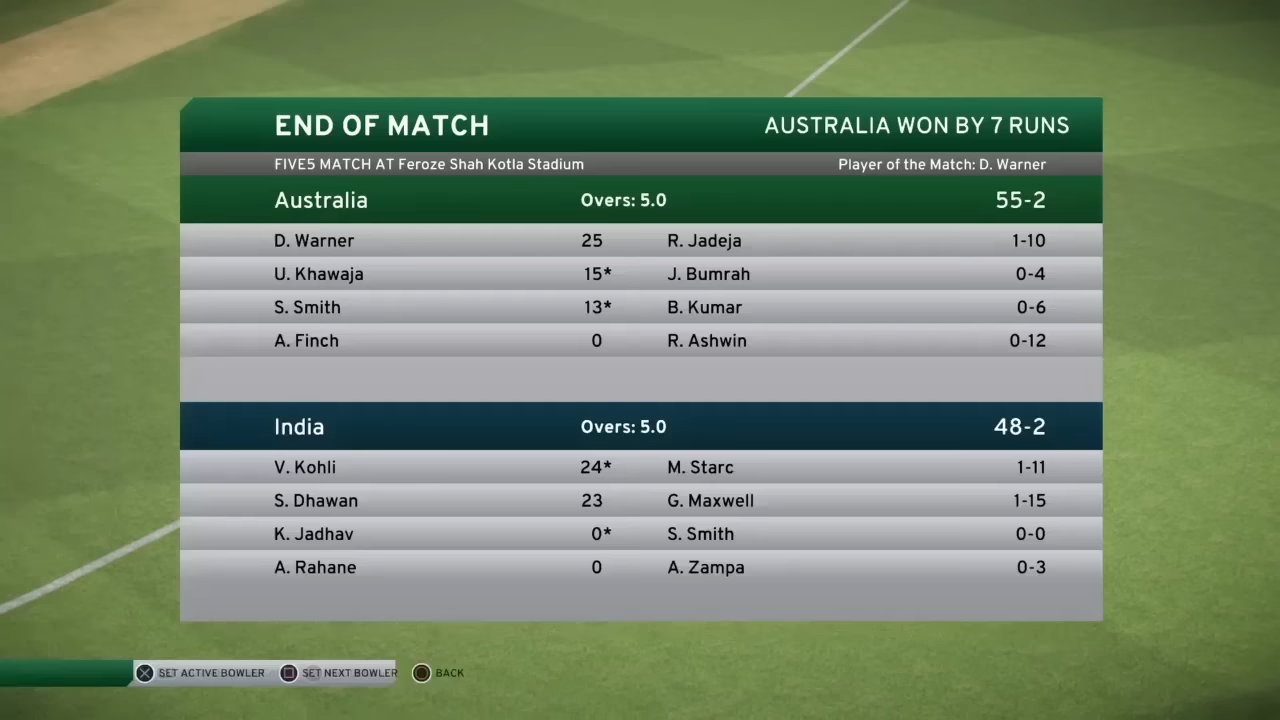 END OF MATCH AUSTRALIA WON BY 7 RUNS
FIVE5 MATCH AT Feroze Shah Kotla Stadium Player of the Match: D. Warner
Australia Overs: 5.0 55-2
D. Warner 25 R. Jadeja 1-10
U. Khawaja 15* J. Bumrah 0-4
S. Smith 13* B. Kumar 0-6
A. Finch 0 R. Ashwin 0-12
India Overs: 5.0 48-2
V. Kohli 24* M. Starc 1-11
S. Dhawan 23 G. Maxwell 1-15
K. Jadhav 0* S. Smith 0-0
A. Rahane 0 A. Zampa 0-3
SET ACTIVE BOWLER SET NEXT BOWLER BACK